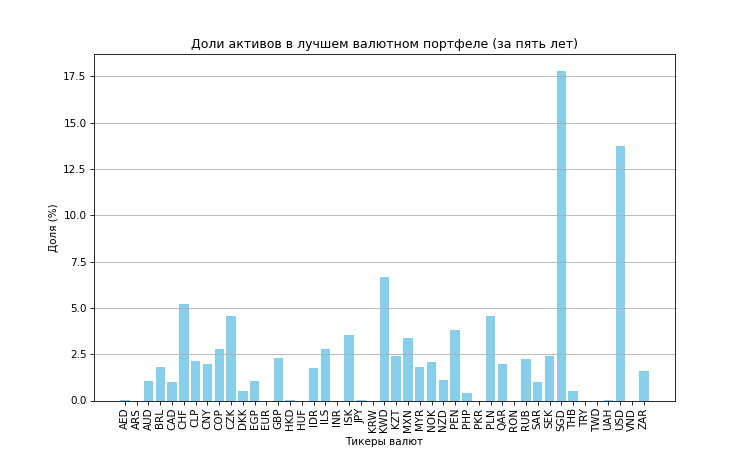 Доли активов в лучшем валютном портфеле (за пять лет)
Доля (%)
17.5
15.0
12.5
10.0
7.5
5.0
2.5
0.0
AED ARS AUD BRL CAD CHF CLP CNY COP CZK DKK EGP EUR GBP HKD HUF IDR ILS INR ISK JPY KRW KWD KZT MXN MYR NOK NZD PEN PHP PKR PLN QAR RON RUB SAR SEK SGD THB TRY TWD UAH USD VND ZAR
Тикеры валют